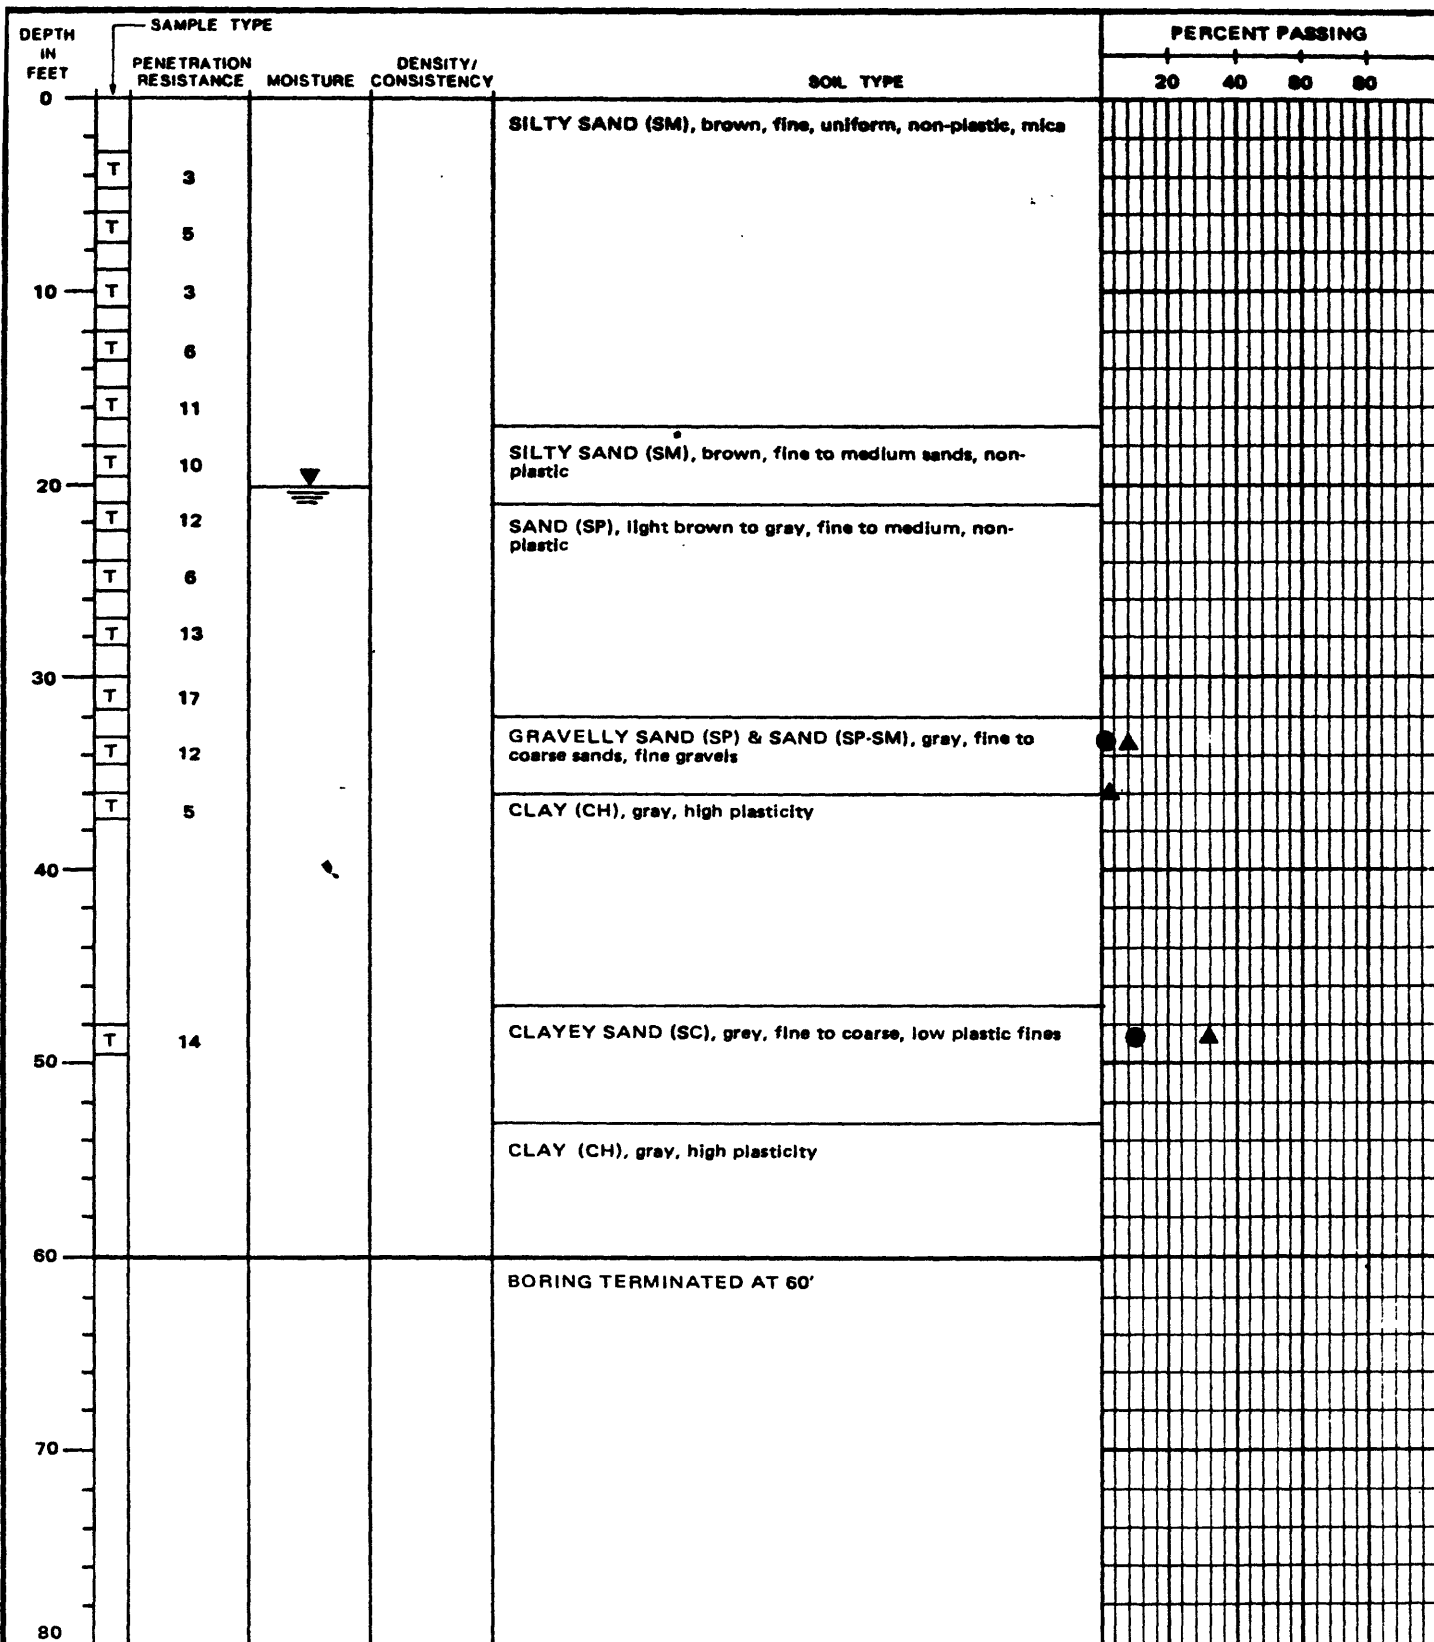 SAMPLE TYPE
DEPTH
IN
FEET
PENETRATION
RESISTANCE
MOISTURE
DENSITY/
CONSISTENCY
SOIL TYPE
PERCENT PASSING
20 40 60 80
0
SILTY SAND (SM), brown, fine, uniform, non-plastic, mica
T 3
T 5
10 T 3
T 6
T 11
SILTY SAND (SM), brown, fine to medium sands, non-
plastic
T 10
20
SAND (SP), light brown to gray, fine to medium, non-
plastic
T 12
T 6
T 13
30
T 17
GRAVELLY SAND (SP) & SAND (SP-SM), gray, fine to
coarse sands, fine gravels
T 12
T 5
CLAY (CH), gray, high plasticity
40
T 14
CLAYEY SAND (SC), grey, fine to coarse, low plastic fines
50
CLAY (CH), gray, high plasticity
60
BORING TERMINATED AT 60'
70
80